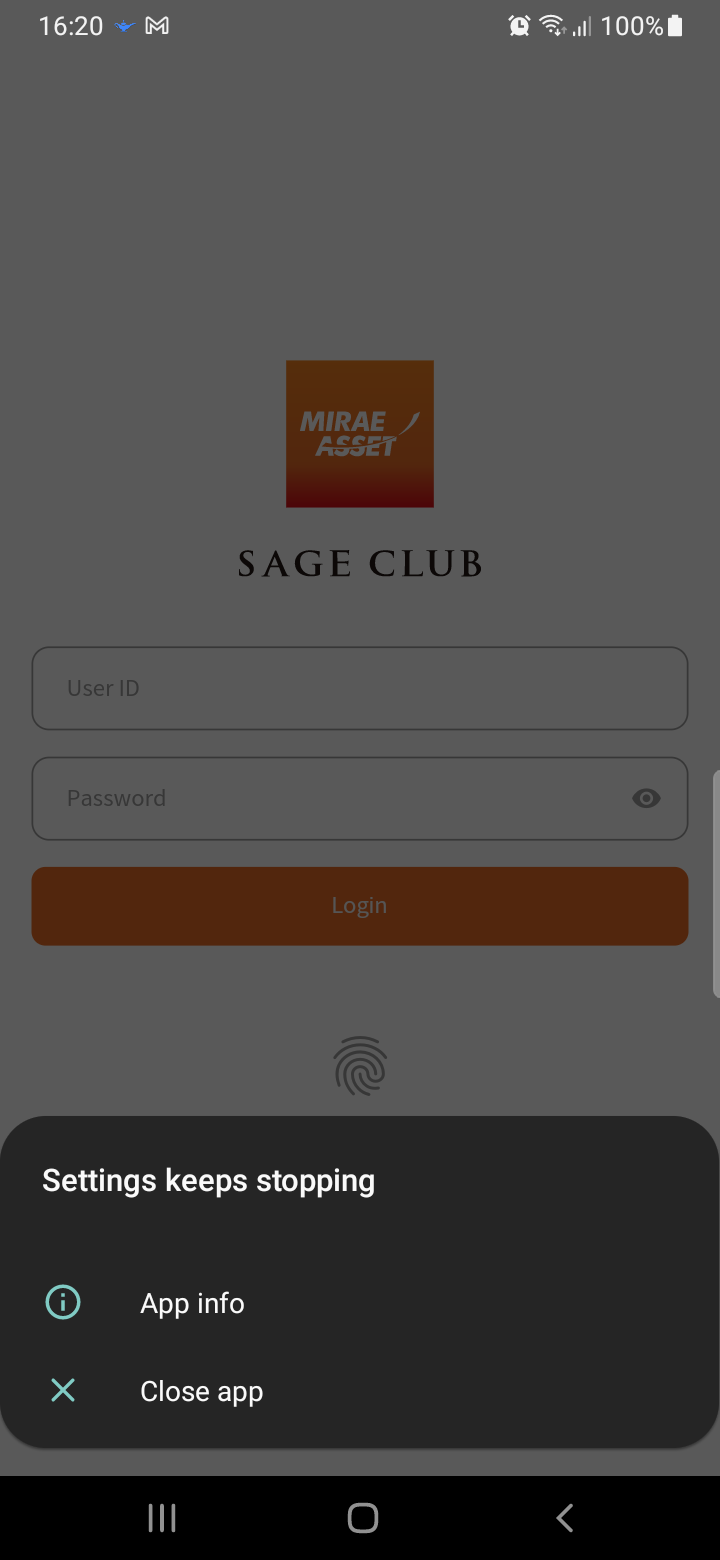 16:20
100%
MIRAE
ASSET
SAGE CLUB
User ID
Password
Login
Settings keeps stopping
App info
Close app